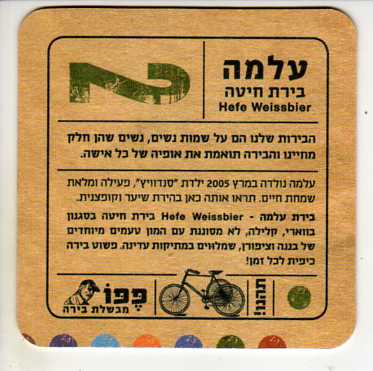 עלמה
בירת חיטה
Hefe Weissbier
2
הבירות שלנו הם על שמות נשים, נשים שהן חלק
מחיינו והבירה תואמת את אופיה של כל אישה.
עלמה נולדה במרץ 2005 ילדת "סנדוויץ", פעילה ומלאת
שמחת חיים. תראו אותה כאן בהירת שיער וקופצנית.
בירת עלמה - Hefe Weissbier בירת חיטה בסגנון
בווארי, קלילה, לא מסוננת עם המון טעמים מיוחדים
של בננה וציפורן, שמלווים במתיקות עדינה. פשוט בירה
כיפית לכל זמן!
תהנו!
פֶּפּוֹ
מבשלת בירה